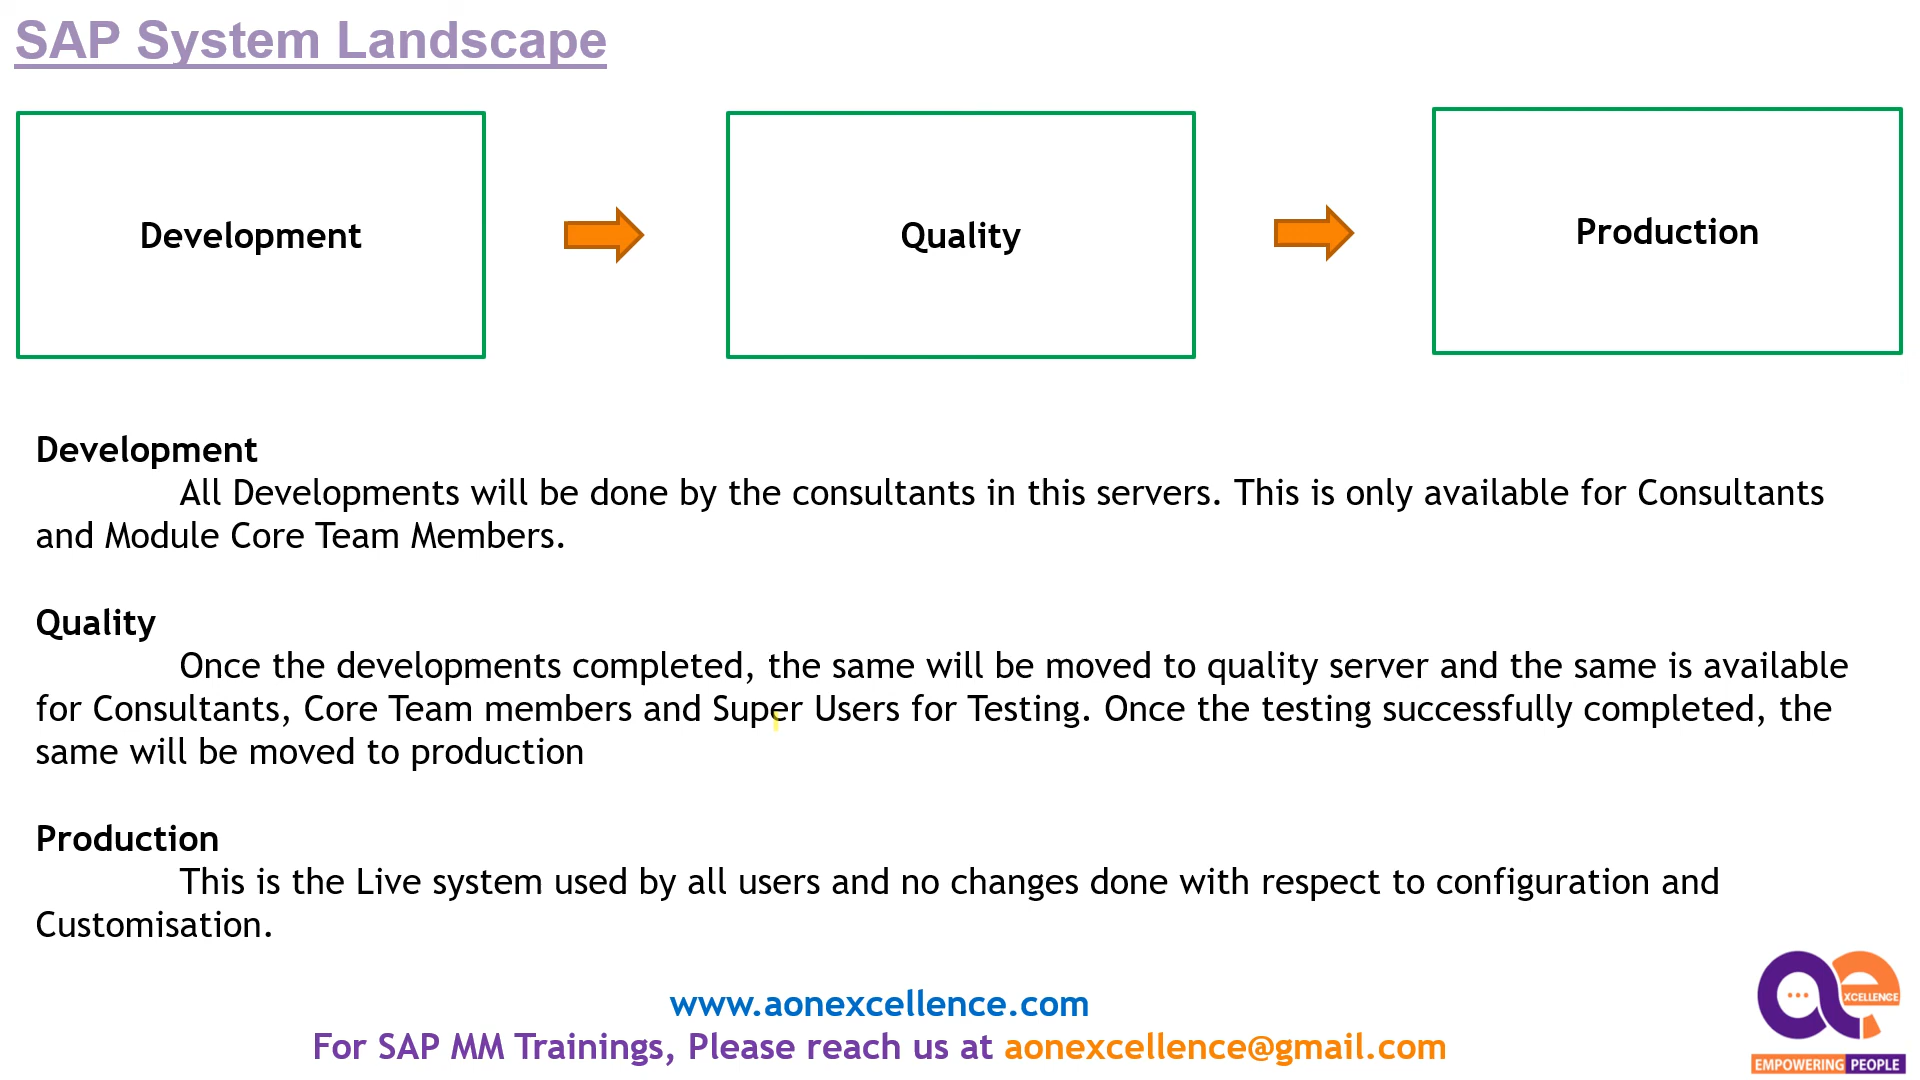 SAP System Landscape
Development
Quality
Production
Development
All Developments will be done by the consultants in this servers. This is only available for Consultants
and Module Core Team Members.
Quality
Once the developments completed, the same will be moved to quality server and the same is available
for Consultants, Core Team members and Super Users for Testing. Once the testing successfully completed, the
same will be moved to production
Production
This is the Live system used by all users and no changes done with respect to configuration and
Customisation.
www.aonexcellence.com
For SAP MM Trainings, Please reach us at aonexcellence@gmail.com
ae
XCELLENCE
EMPOWERING PEOPLE